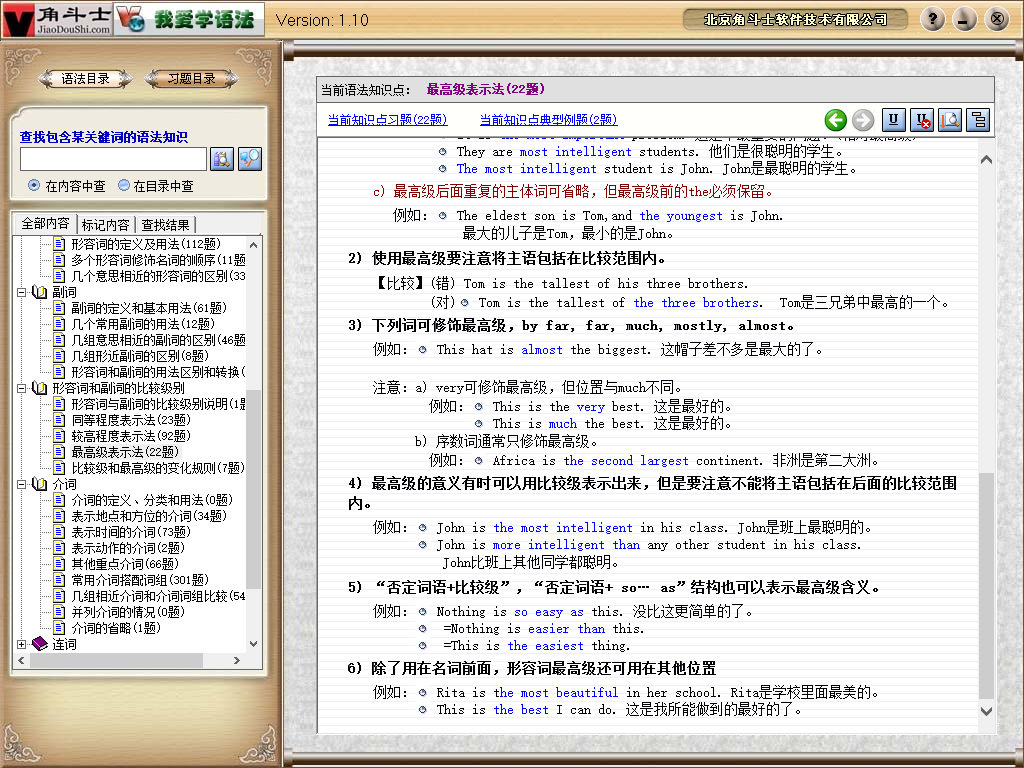 角斗士
JiaoDouShi.com
我爱学语法
Version: 1.10
北京角斗士软件技术有限公司
语法目录
习题目录
查找包含某关键词的语法知识
在内容中查
在目录中查
全部内容
标记内容
查找结果
形容词的定义及用法(112题)
多个形容词修饰名词的顺序(11题
几个意思相近的形容词的区别(33
副词
副词的定义和基本用法(61题)
几个常用副词的用法(12题)
几组意思相近的副词的区别(46题
几组形近副词的区别(8题)
形容词和副词的用法区别和转换(
形容词和副词的比较级别
形容词与副词的比较级别说明(1题
同等程度表示法(23题)
较高程度表示法(92题)
最高级表示法(22题)
比较级和最高级的变化规则(7题)
介词
介词的定义、分类和用法(0题)
表示地点和方位的介词(34题)
表示时间的介词(73题)
表示动作的介词(2题)
其他重点介词(66题)
常用介词搭配词组(301题)
几组相近介词和介词词组比较(54
并列介词的情况(0题)
介词的省略(1题)
连词
当前语法知识点: 最高级表示法(22题)
当前知识点习题(22题)
当前知识点典型例题(2题)
They are most intelligent students. 他们是很聪明的学生。
The most intelligent student is John. John是最聪明的学生。
c) 最高级后面重复的主体词可省略，但最高级前的the必须保留。
例如: The eldest son is Tom,and the youngest is John.
最大的儿子是Tom，最小的是John。
2) 使用最高级要注意将主语包括在比较范围内。
【比较】(错) Tom is the tallest of his three brothers.
(对) Tom is the tallest of the three brothers. Tom是三兄弟中最高的一个。
3) 下列词可修饰最高级，by far, far, much, mostly, almost。
例如: This hat is almost the biggest. 这帽子差不多是最大的了。
注意: a) very可修饰最高级，但位置与much不同。
例如: This is the very best. 这是最好的。
This is much the best. 这是最好的。
b) 序数词通常只修饰最高级。
例如: Africa is the second largest continent. 非洲是第二大洲。
4) 最高级的意义有时可以用比较级表示出来，但是要注意不能将主语包括在后面的比较范围
内。
例如: John is the most intelligent in his class. John是班上最聪明的。
John is more intelligent than any other student in his class.
John比班上其他同学都聪明。
5) “否定词语+比较级”，“否定词语+ so… as”结构也可以表示最高级含义。
例如: Nothing is so easy as this. 没比这更简单的了。
=Nothing is easier than this.
=This is the easiest thing.
6) 除了用在名词前面，形容词最高级还可用在其他位置
例如: Rita is the most beautiful in her school. Rita是学校里面最美的。
This is the best I can do. 这是我所能做到的最好的了。